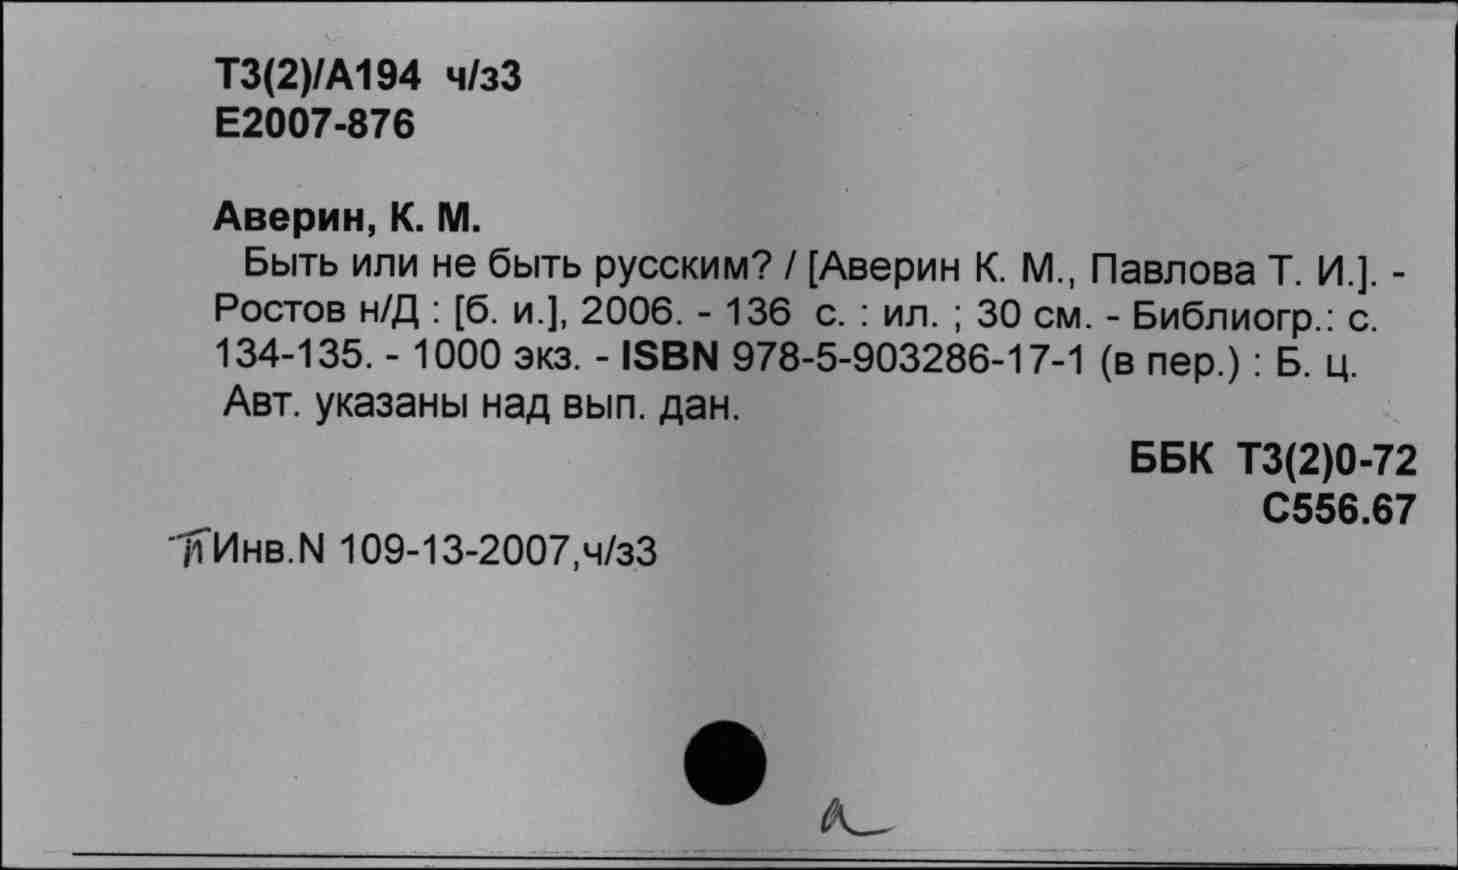 Т3(2)/А194 ч/з3
Е2007-876
Аверин, К. М.
Быть или не быть русским? / [Аверин К. М., Павлова Т. И.]. -
Ростов н/Д : [б. и.], 2006. - 136 с. : ил. ; 30 см. - Библиогр.: с.
134-135. - 1000 экз. - ISBN 978-5-903286-17-1 (в пер.) : Б. ц.
Авт. указаны над вып. дан.
ББК Т3(2)0-72
С556.67
Инв.N 109-13-2007,ч/з3